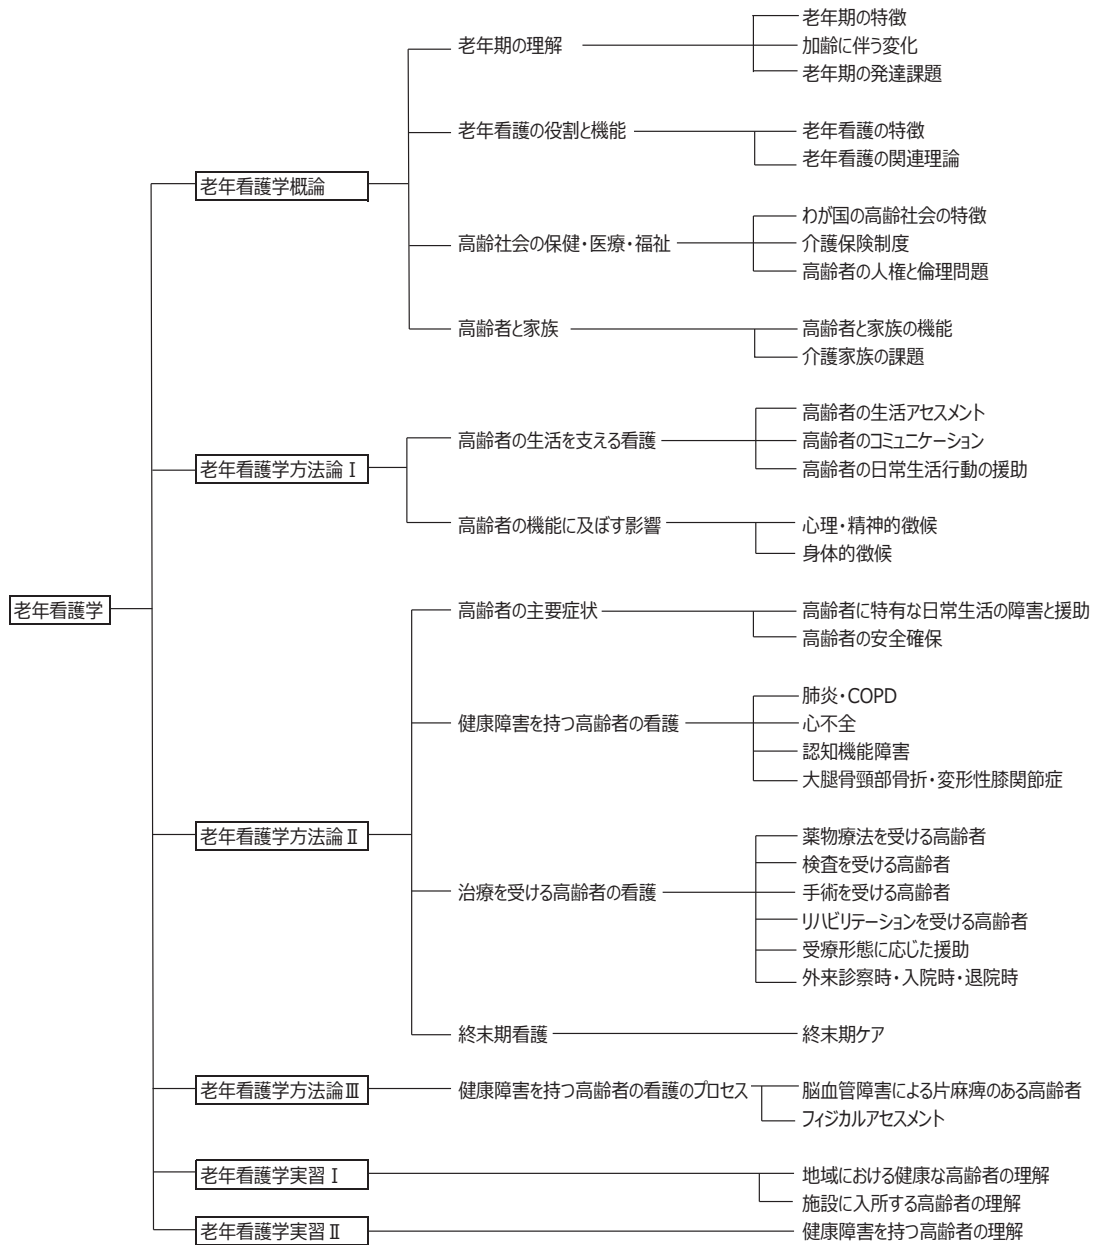 老年看護学
老年看護学概論
老年期の理解
老年期の特徴
加齢に伴う変化
老年期の発達課題
老年看護の役割と機能
老年看護の特徴
老年看護の関連理論
高齢社会の保健・医療・福祉
わが国の高齢社会の特徴
介護保険制度
高齢者の人権と倫理問題
高齢者と家族
高齢者と家族の機能
介護家族の課題
老年看護学方法論Ⅰ
高齢者の生活を支える看護
高齢者の生活アセスメント
高齢者のコミュニケーション
高齢者の日常生活行動の援助
高齢者の機能に及ぼす影響
心理・精神的徴候
身体的徴候
老年看護学方法論Ⅱ
高齢者の主要症状
高齢者に特有な日常生活の障害と援助
高齢者の安全確保
健康障害を持つ高齢者の看護
肺炎・COPD
心不全
認知機能障害
大腿骨頸部骨折・変形性膝関節症
治療を受ける高齢者の看護
薬物療法を受ける高齢者
検査を受ける高齢者
手術を受ける高齢者
リハビリテーションを受ける高齢者
受療形態に応じた援助
外来診察時・入院時・退院時
終末期看護
終末期ケア
老年看護学方法論Ⅲ
健康障害を持つ高齢者の看護のプロセス
脳血管障害による片麻痺のある高齢者
フィジカルアセスメント
老年看護学実習Ⅰ
地域における健康な高齢者の理解
施設に入所する高齢者の理解
老年看護学実習Ⅱ
健康障害を持つ高齢者の理解